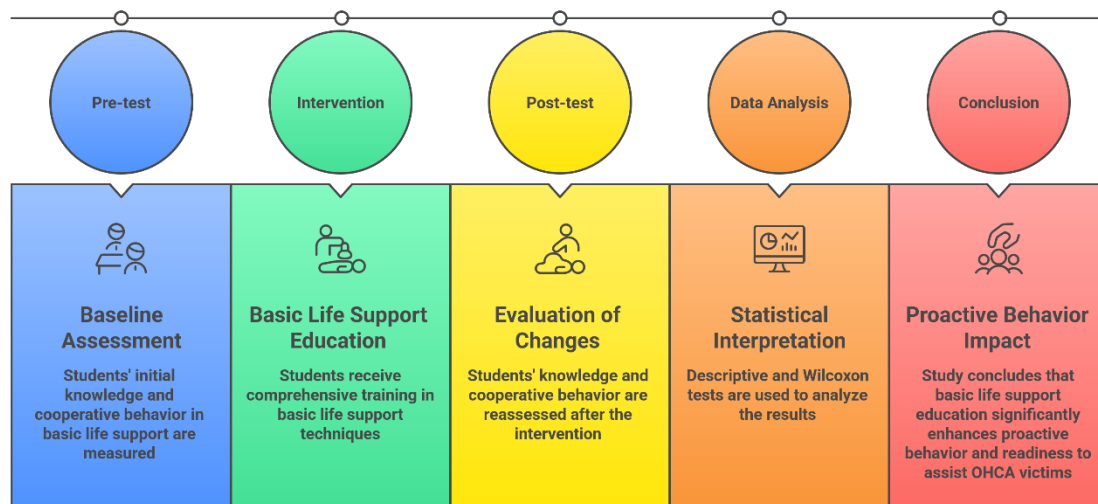 Pre-test
Intervention
Post-test
Data Analysis
Conclusion
Baseline
Assessment
Students' initial
knowledge and
cooperative behavior in
basic life support are
measured
Basic Life Support
Education
Students receive
comprehensive training in
basic life support
techniques
Evaluation of
Changes
Students' knowledge and
cooperative behavior are
reassessed after the
intervention
Statistical
Interpretation
Descriptive and Wilcoxon
tests are used to analyze
the results
Proactive Behavior
Impact
Study concludes that
basic life support
education significantly
enhances proactive
behavior and readiness to
assist OHCA victims